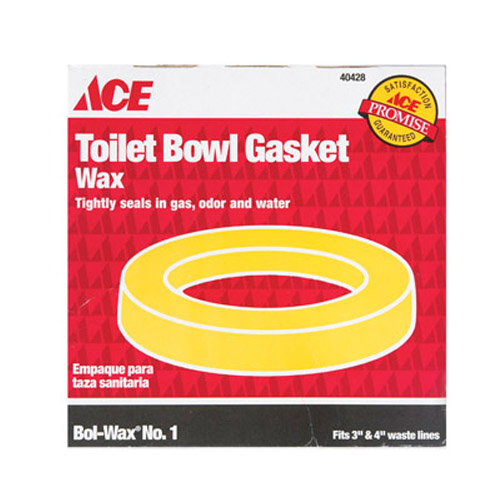 40428
ACE
SATISFACTION
ACE
PROMISE
GUARANTEED
Toilet Bowl Gasket
Wax
Tightly seals in gas, odor and water
Empaque para
taza sanitaria
Bol-Wax® No. 1
Fits 3" & 4" waste lines